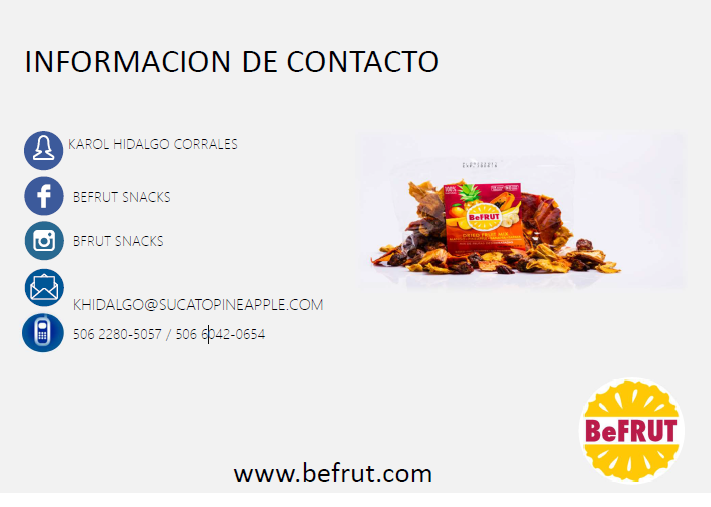 INFORMACION DE CONTACTO
KAROL HIDALGO CORRALES
BEFRUT SNACKS
BFRUT SNACKS
KHIDALGO@SUCATOPINEAPPLE.COM
506 2280-5057 / 506 6042-0654
BeFRUT
DRIED FRUIT MIX
BeFRUT
www.befrut.com